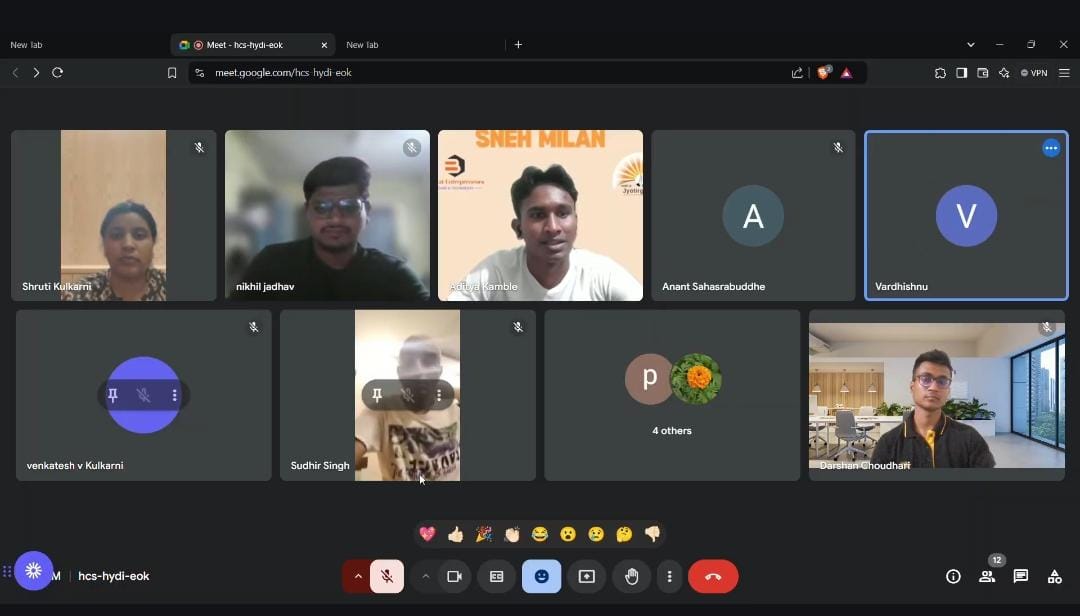 New Tab
Meet - hcs-hydi-eok
New Tab
meet.google.com/hcs-hydi-eok
VPN
SNEH MILAN
Shruti Kulkarni
nikhil jadhav
Aditya Kamble
Anant Sahasrabuddhe
A
Vardhishnu
V
venkatesh v Kulkarni
Sudhir Singh
p
4 others
Darshan Choudhari
M
hcs-hydi-eok
12